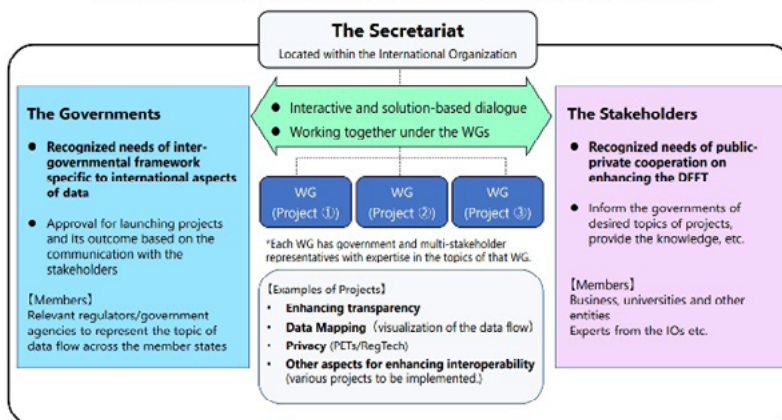 The Secretariat
Located within the International Organization
The Governments
● Recognized needs of inter-
governmental framework
specific to international aspects
of data
● Approval for launching projects
and its outcome based on the
communication with the
stakeholders
【Members】
Relevant regulators/government
agencies to represent the topic of
data flow across the member states
● Interactive and solution-based dialogue
● Working together under the WGs
WG
(Project ①)
WG
(Project ②)
WG
(Project ③)
*Each WG has government and multi-stakeholder
representatives with expertise in the topics of that WG.
【Examples of Projects】
• Enhancing transparency
• Data Mapping (visualization of the data flow)
• Privacy (PETs/RegTech)
• Other aspects for enhancing interoperability
(various projects to be implemented.)
The Stakeholders
● Recognized needs of public-
private cooperation on
enhancing the DFFT
● Inform the governments of
desired topics of projects,
provide the knowledge, etc.
【Members】
Business, universities and other
entities
Experts from the IOs etc.